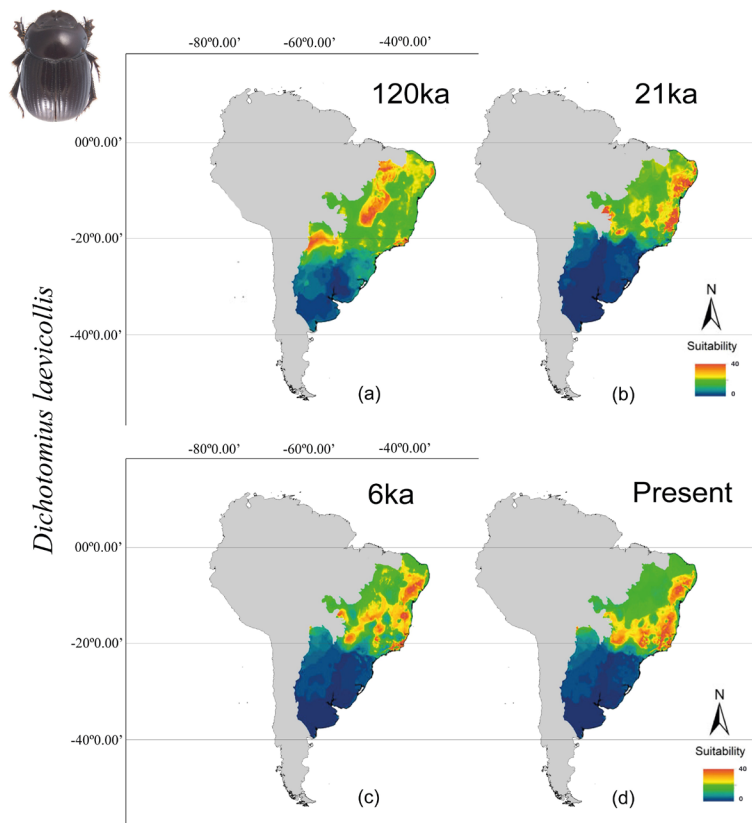 -80º0.00' -60º0.00' -40º0.00'
120ka 21ka
00º0.00'
-20º0.00'
-40º0.00'
N
Suitability
40
0
(a) (b)
Dichotomius laevicollis
-80º0.00' -60º0.00' -40º0.00'
6ka Present
00º0.00'
-20º0.00'
-40º0.00'
N
Suitability
40
0
(c) (d)